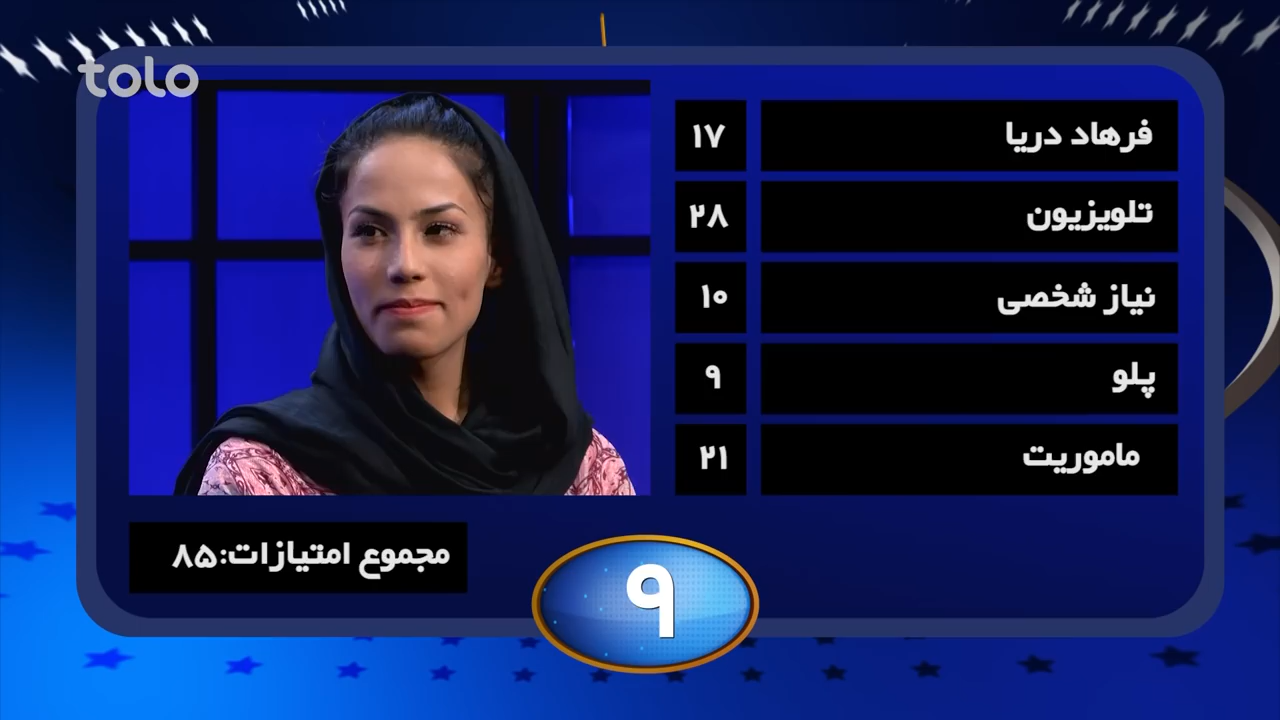 tolo
فرهاد دریا ۱۷
تلویزیون ۲۸
نیاز شخصی ۱۰
پلو ۹
ماموریت ۲۱
مجموع امتیازات:۸۵
۹